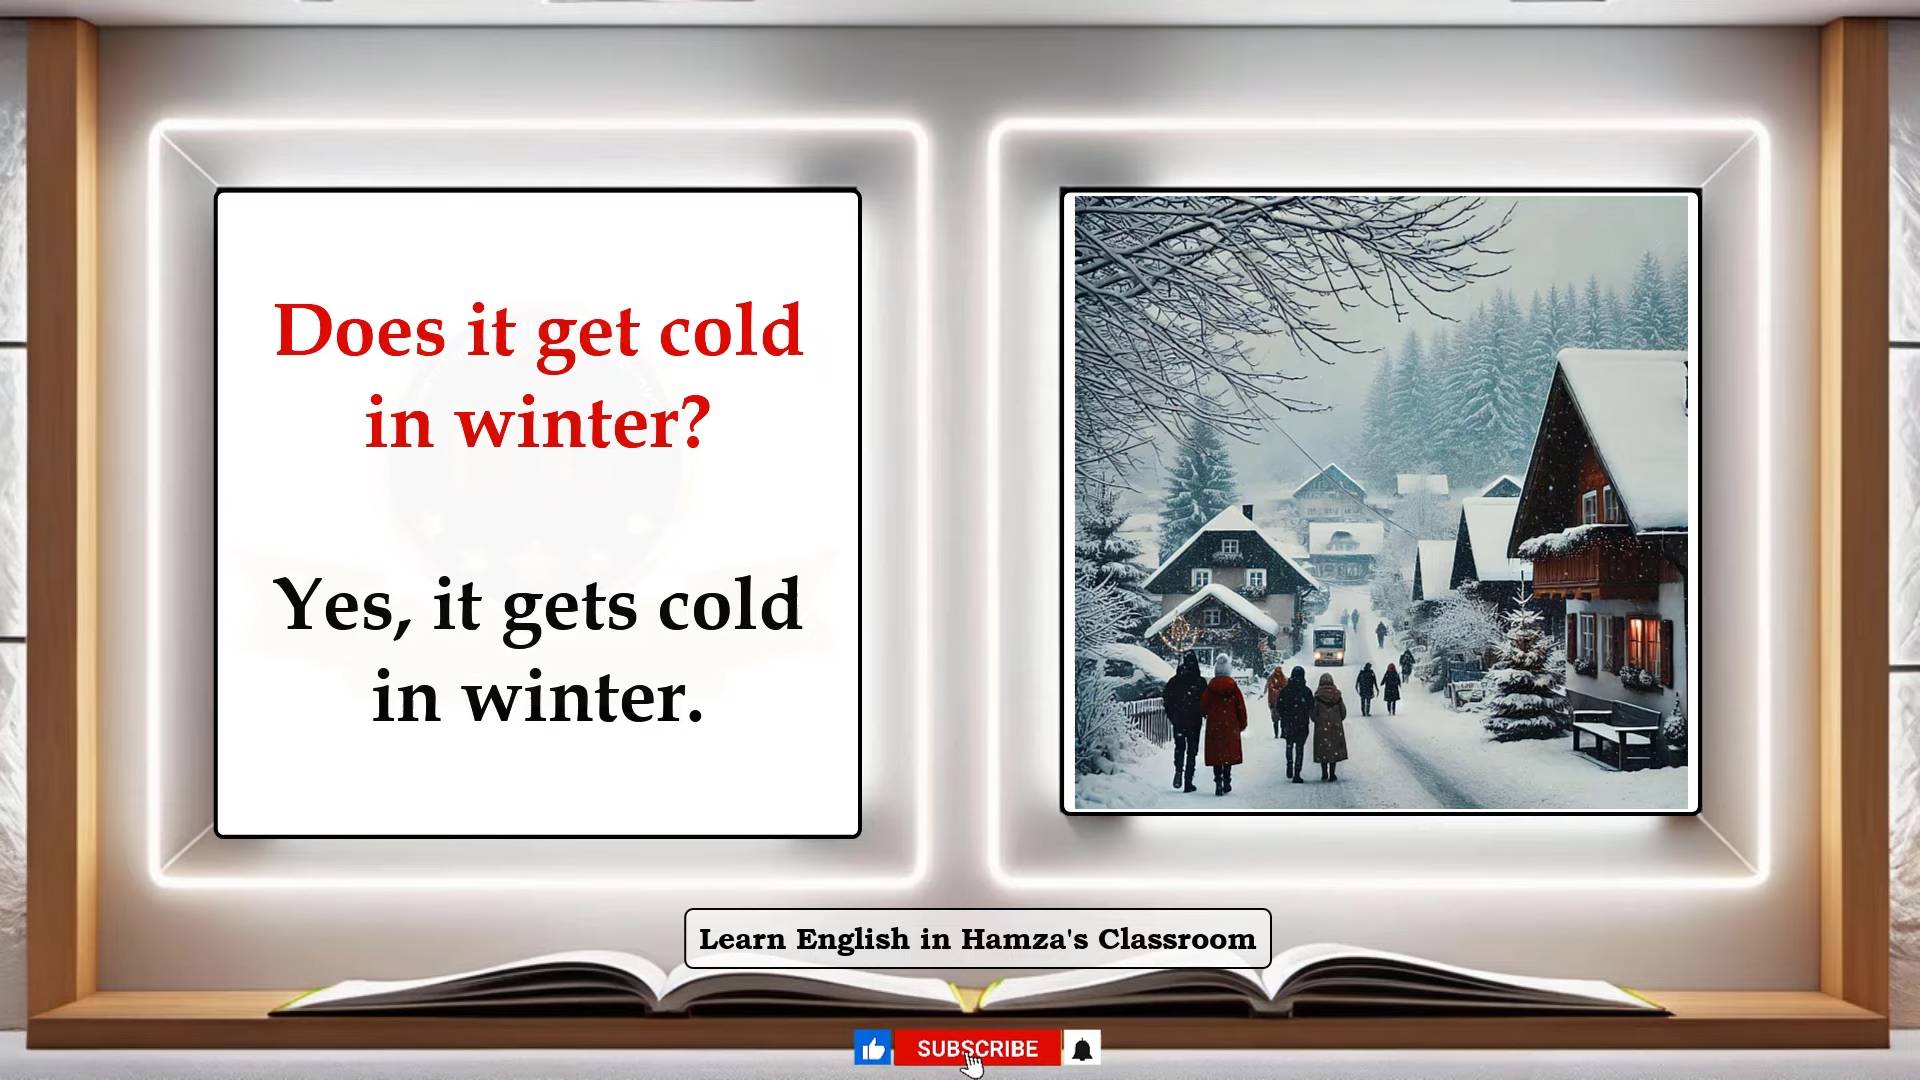 Does it get cold
in winter?
Yes, it gets cold
in winter.
Learn English in Hamza's Classroom
SUBSCRIBE